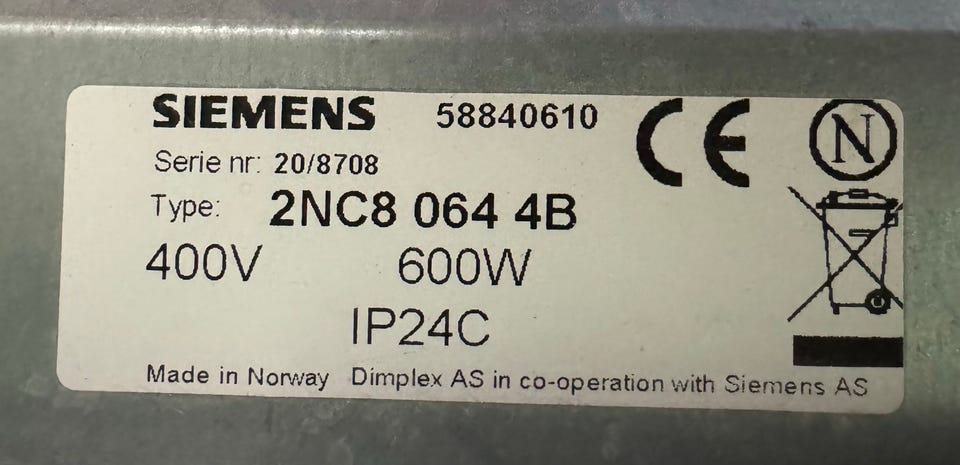 SIEMENS 58840610
CE N
Serie nr: 20/8708
Type: 2NC8 064 4B
400V 600W
IP24C
Made in Norway Dimplex AS in co-operation with Siemens AS